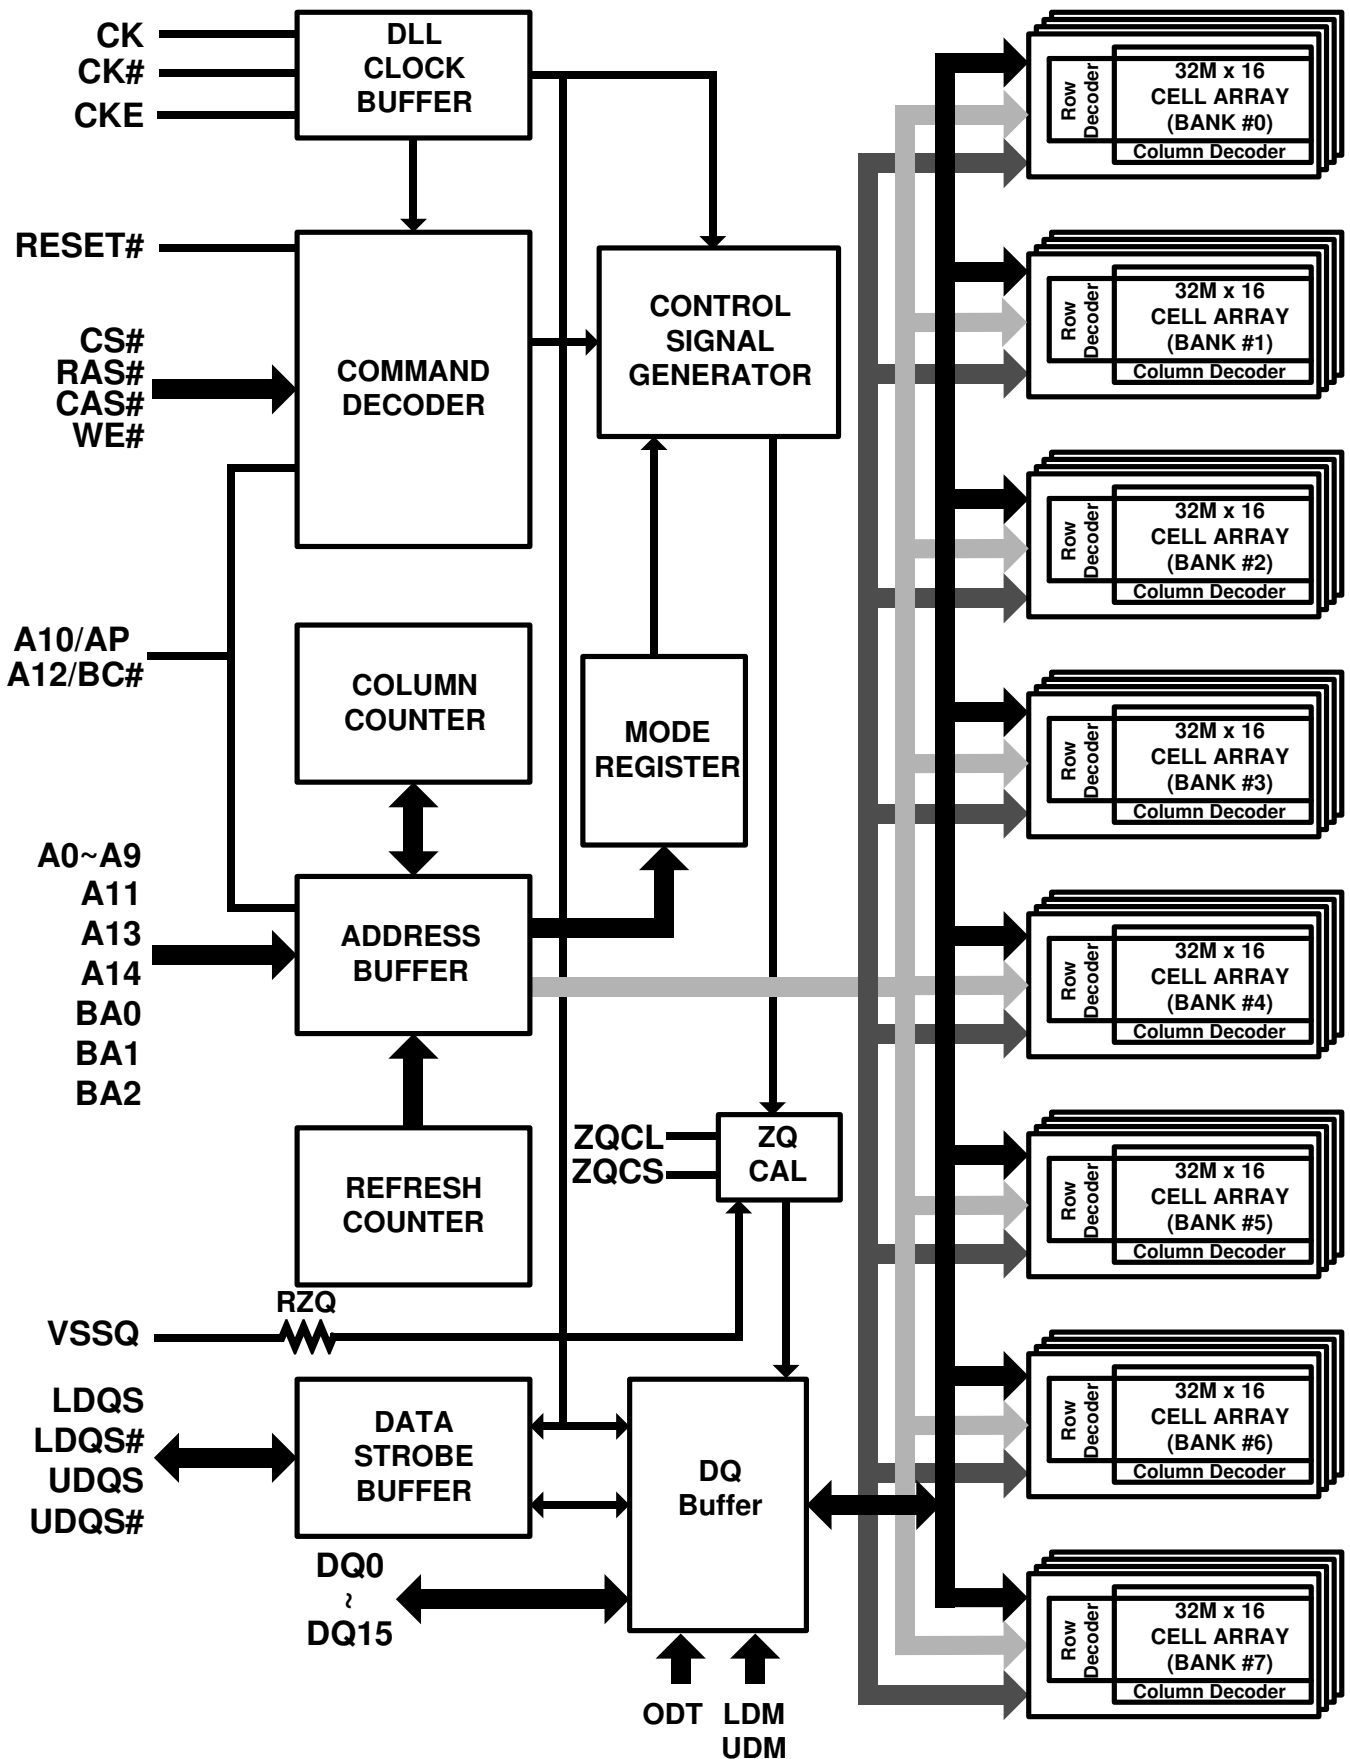 CK
CK#
CKE
DLL
CLOCK
BUFFER
RESET#
CS#
RAS#
CAS#
WE#
COMMAND
DECODER
CONTROL
SIGNAL
GENERATOR
A10/AP
A12/BC#
COLUMN
COUNTER
MODE
REGISTER
A0~A9
A11
A13
A14
BA0
BA1
BA2
ADDRESS
BUFFER
REFRESH
COUNTER
ZQCL
ZQCS
ZQ
CAL
RZQ
VSSQ
LDQS
LDQS#
UDQS
UDQS#
DATA
STROBE
BUFFER
DQ
Buffer
DQ0
~
DQ15
ODT
LDM
UDM
Row
Decoder
32M x 16
CELL ARRAY
(BANK #0)
Column Decoder
Row
Decoder
32M x 16
CELL ARRAY
(BANK #1)
Column Decoder
Row
Decoder
32M x 16
CELL ARRAY
(BANK #2)
Column Decoder
Row
Decoder
32M x 16
CELL ARRAY
(BANK #3)
Column Decoder
Row
Decoder
32M x 16
CELL ARRAY
(BANK #4)
Column Decoder
Row
Decoder
32M x 16
CELL ARRAY
(BANK #5)
Column Decoder
Row
Decoder
32M x 16
CELL ARRAY
(BANK #6)
Column Decoder
Row
Decoder
32M x 16
CELL ARRAY
(BANK #7)
Column Decoder